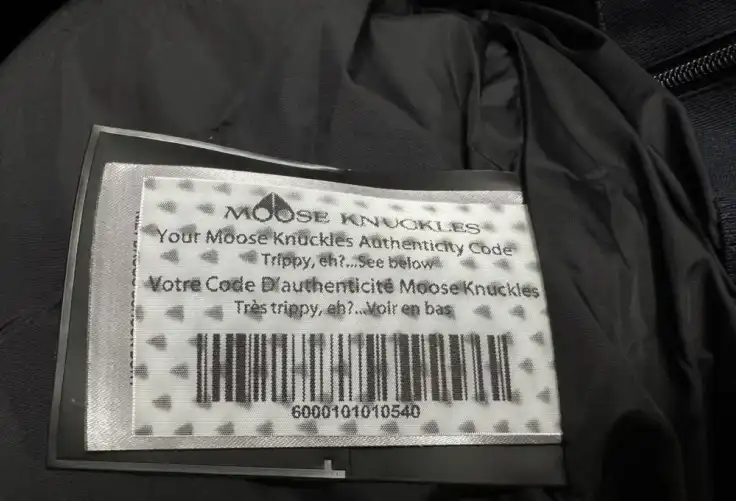 MOOSE KNUCKLES
Your Moose Knuckles Authenticity Code
Trippy, eh?...See below
Votre Code D'authenticité Moose Knuckles
Très trippy, eh?...Voir en bas
6000101010540